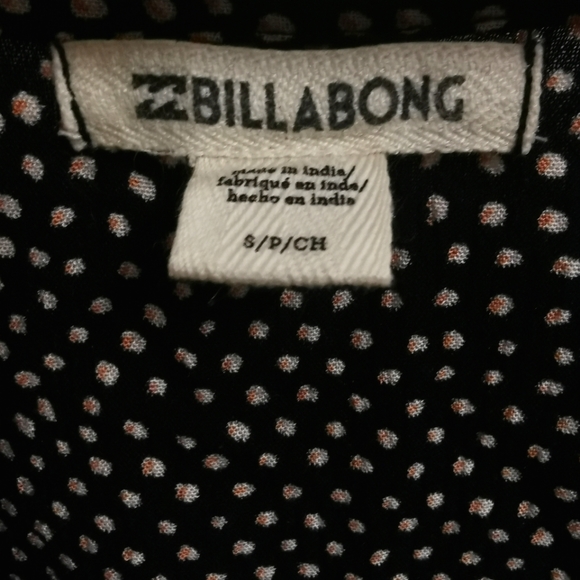 BILLABONG
made in india/
fabriqué en inde/
hecho en india
S/P/CH